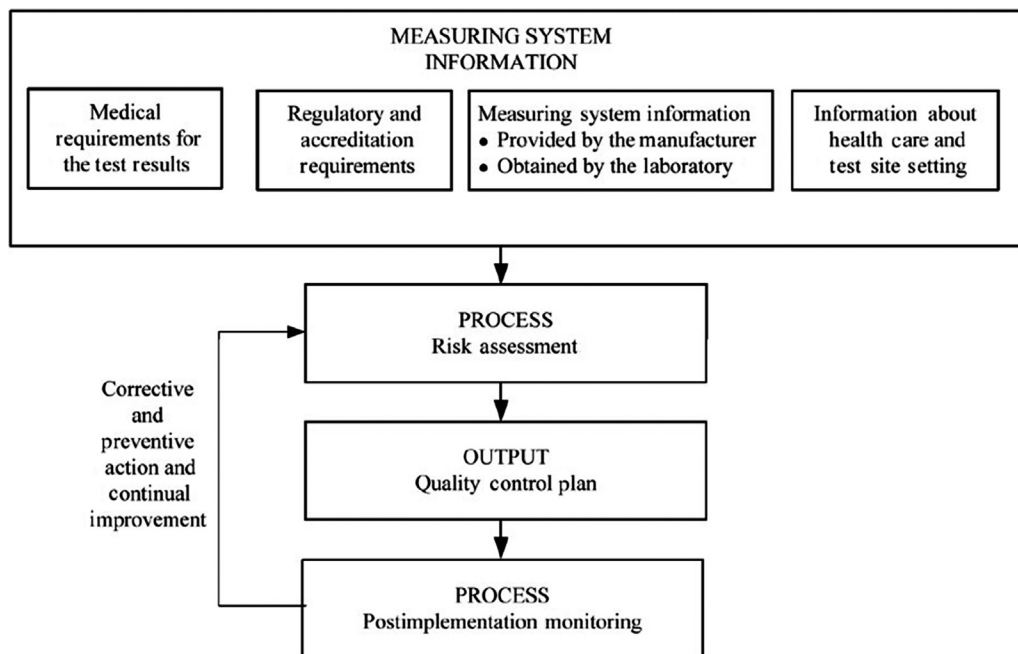 MEASURING SYSTEM
INFORMATION
Medical
requirements for
the test results
Regulatory and
accreditation
requirements
Measuring system information
• Provided by the manufacturer
• Obtained by the laboratory
Information about
health care and
test site setting
PROCESS
Risk assessment
Corrective
and
preventive
action and
continual
improvement
OUTPUT
Quality control plan
PROCESS
Postimplementation monitoring